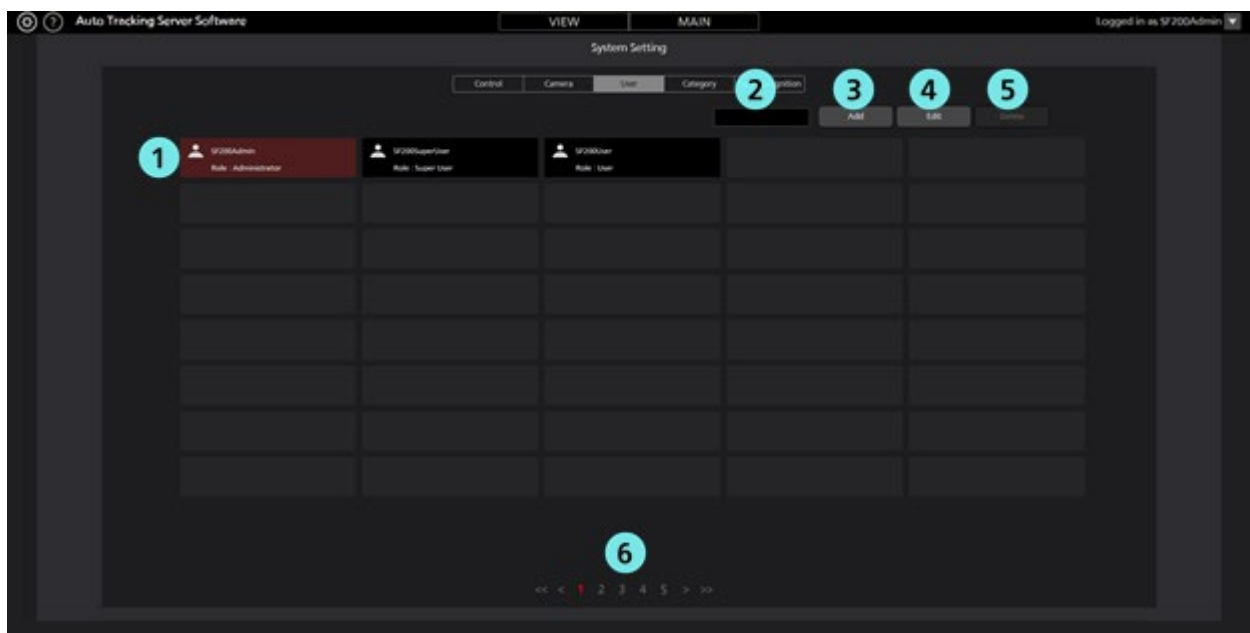 Auto Tracking Server Software VIEW MAIN Logged in as SF200Admin
System Setting
Control Camera User Category
2 3 4 5
Add Edit Delete
1
SF200Admin SF200SuperUser SF200User
Role : Administrator Role : Super User Role : User
6
<< < 1 2 3 4 5 > >>